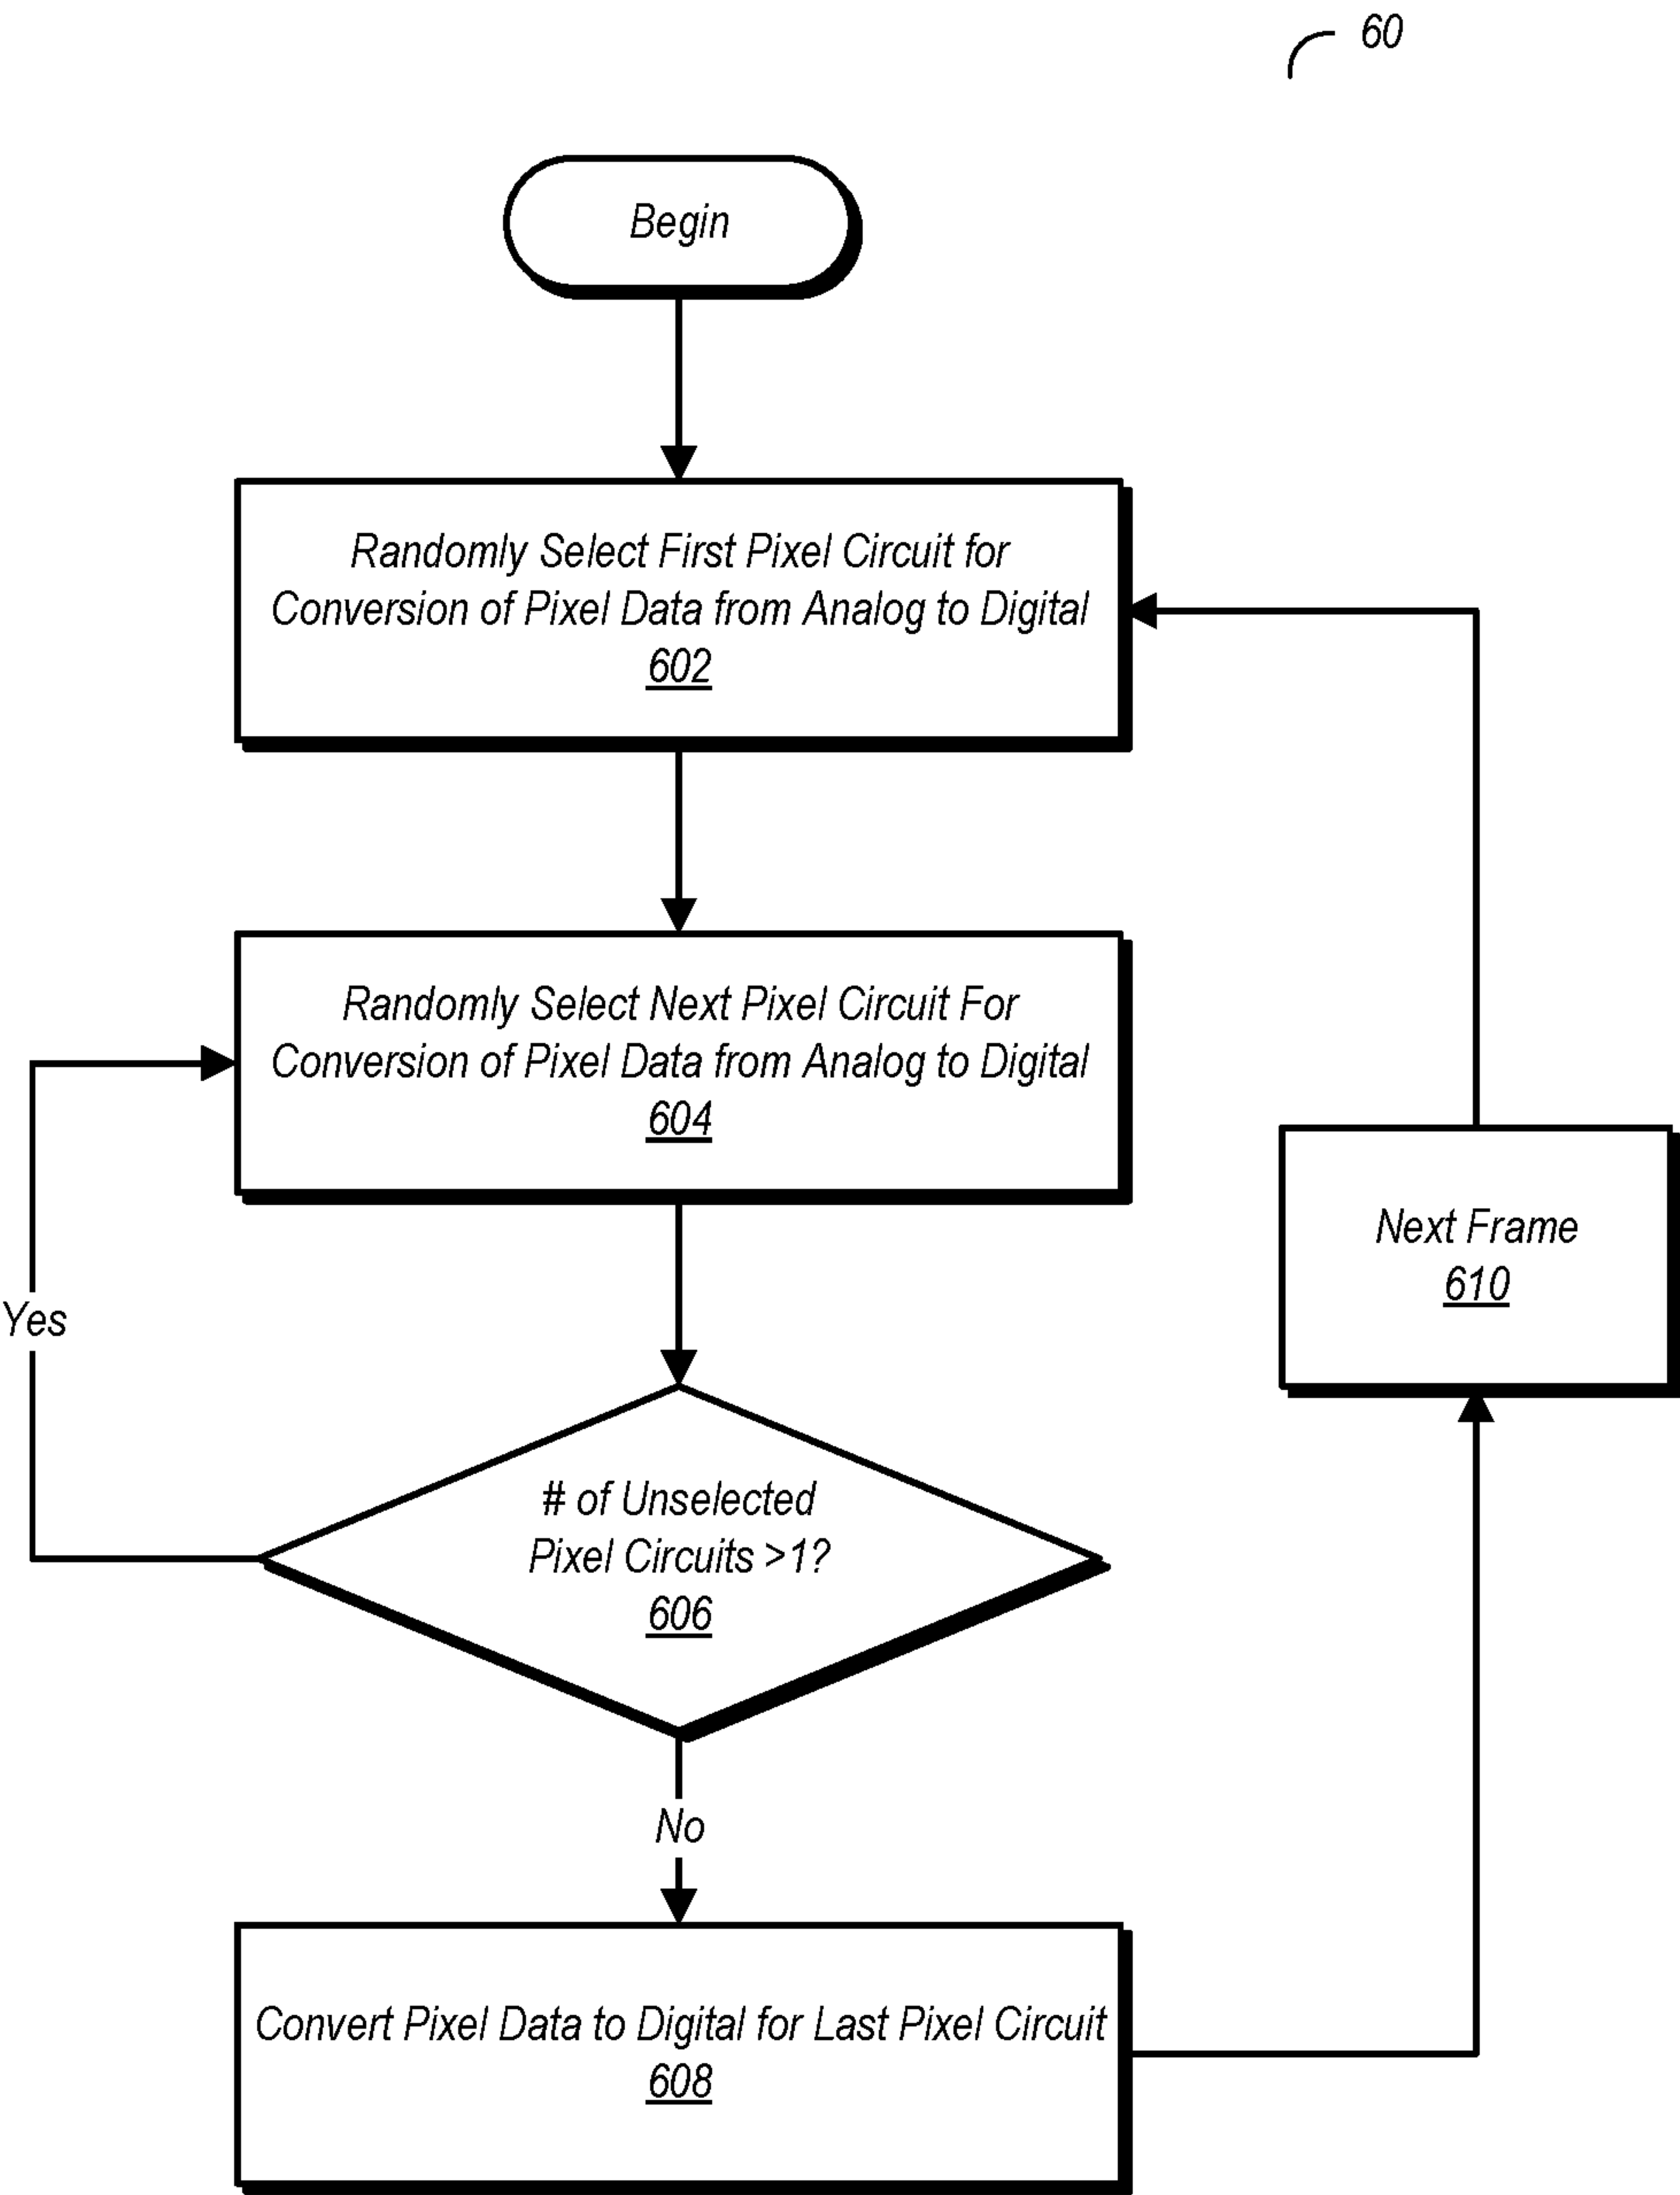 60
Begin
Randomly Select First Pixel Circuit for
Conversion of Pixel Data from Analog to Digital
602
Randomly Select Next Pixel Circuit For
Conversion of Pixel Data from Analog to Digital
604
Next Frame
610
Yes
# of Unselected
Pixel Circuits >1?
606
No
Convert Pixel Data to Digital for Last Pixel Circuit
608